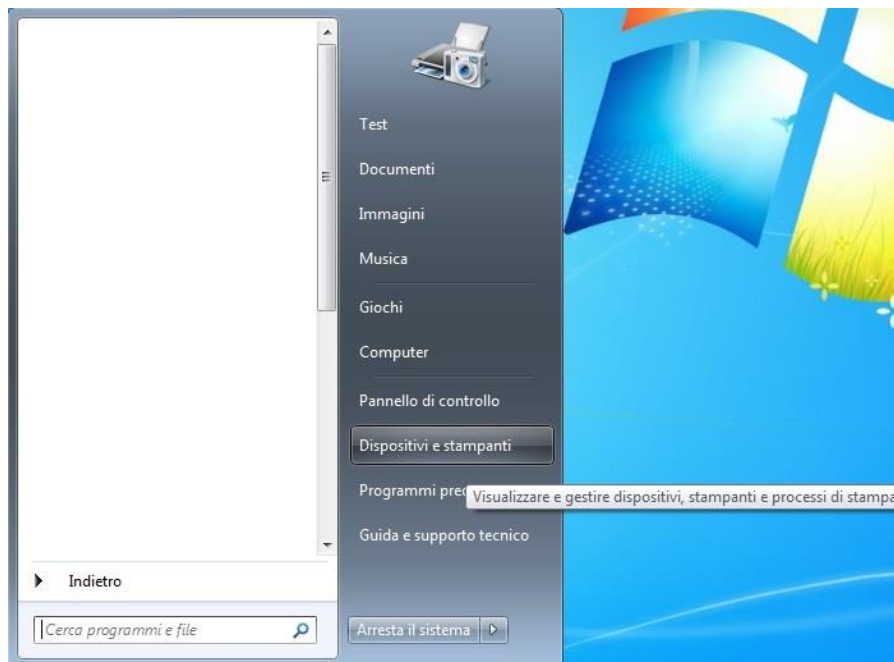 Test
Documenti
Immagini
Musica
Giochi
Computer
Pannello di controllo
Dispositivi e stampanti
Programmi
Visualizzare e gestire dispositivi, stampanti e processi di stampa
Guida e supporto tecnico
Indietro
Cerca programmi e file
Arresta il sistema